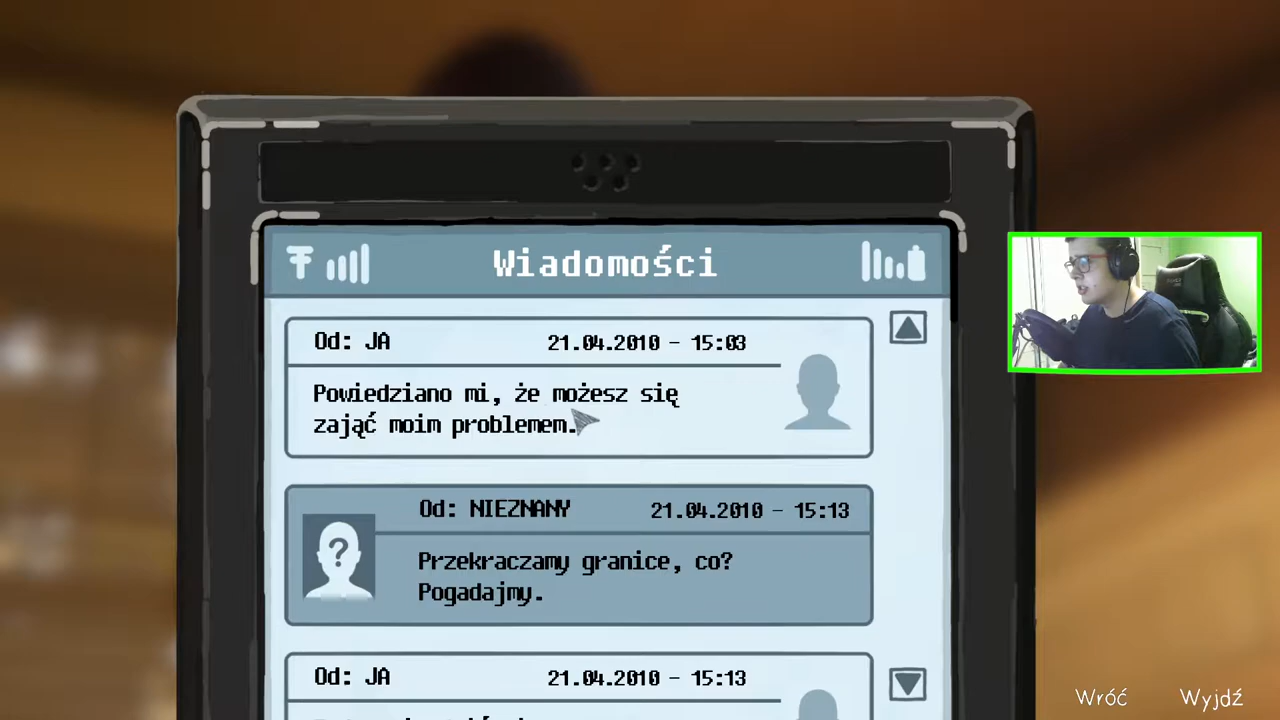 Wiadomości
Od: JA 21.04.2010 - 15:03
Powiedziano mi, że możesz się
zająć moim problemem.
Od: NIEZNANY 21.04.2010 - 15:13
Przekraczamy granice, co?
Pogadajmy.
Od: JA 21.04.2010 - 15:13
Wróć Wyjdź